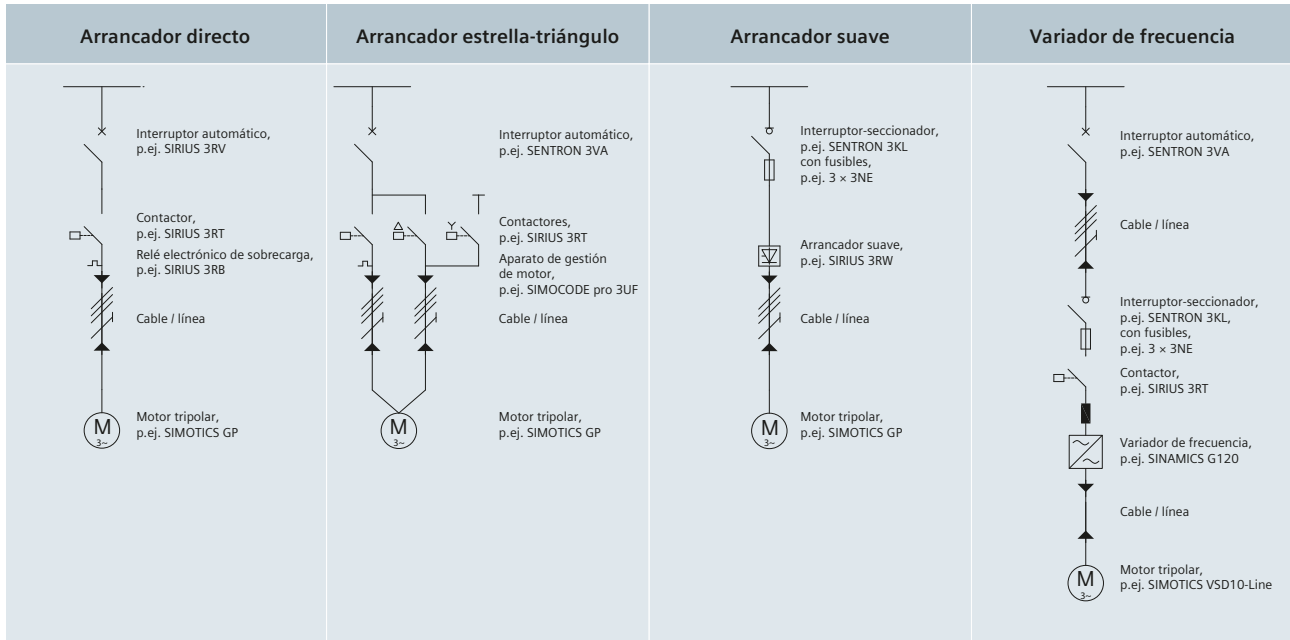 Arrancador directo
Interruptor automático,
p.ej. SIRIUS 3RV
Contactor,
p.ej. SIRIUS 3RT
Relé electrónico de sobrecarga,
p.ej. SIRIUS 3RB
Cable / línea
Motor tripolar,
p.ej. SIMOTICS GP
M
3~
Arrancador estrella-triángulo
Interruptor automático,
p.ej. SENTRON 3VA
Contactores,
p.ej. SIRIUS 3RT
Aparato de gestión
de motor,
p.ej. SIMOCODE pro 3UF
Cable / línea
Motor tripolar,
p.ej. SIMOTICS GP
M
3~
Arrancador suave
Interruptor-seccionador,
p.ej. SENTRON 3KL
con fusibles,
p.ej. 3 × 3NE
Arrancador suave,
p.ej. SIRIUS 3RW
Cable / línea
Motor tripolar,
p.ej. SIMOTICS GP
M
3~
Variador de frecuencia
Interruptor automático,
p.ej. SENTRON 3VA
Cable / línea
Interruptor-seccionador,
p.ej. SENTRON 3KL,
con fusibles,
p.ej. 3 × 3NE
Contactor,
p.ej. SIRIUS 3RT
Variador de frecuencia,
p.ej. SINAMICS G120
Cable / línea
Motor tripolar,
p.ej. SIMOTICS VSD10-Line
M
3~